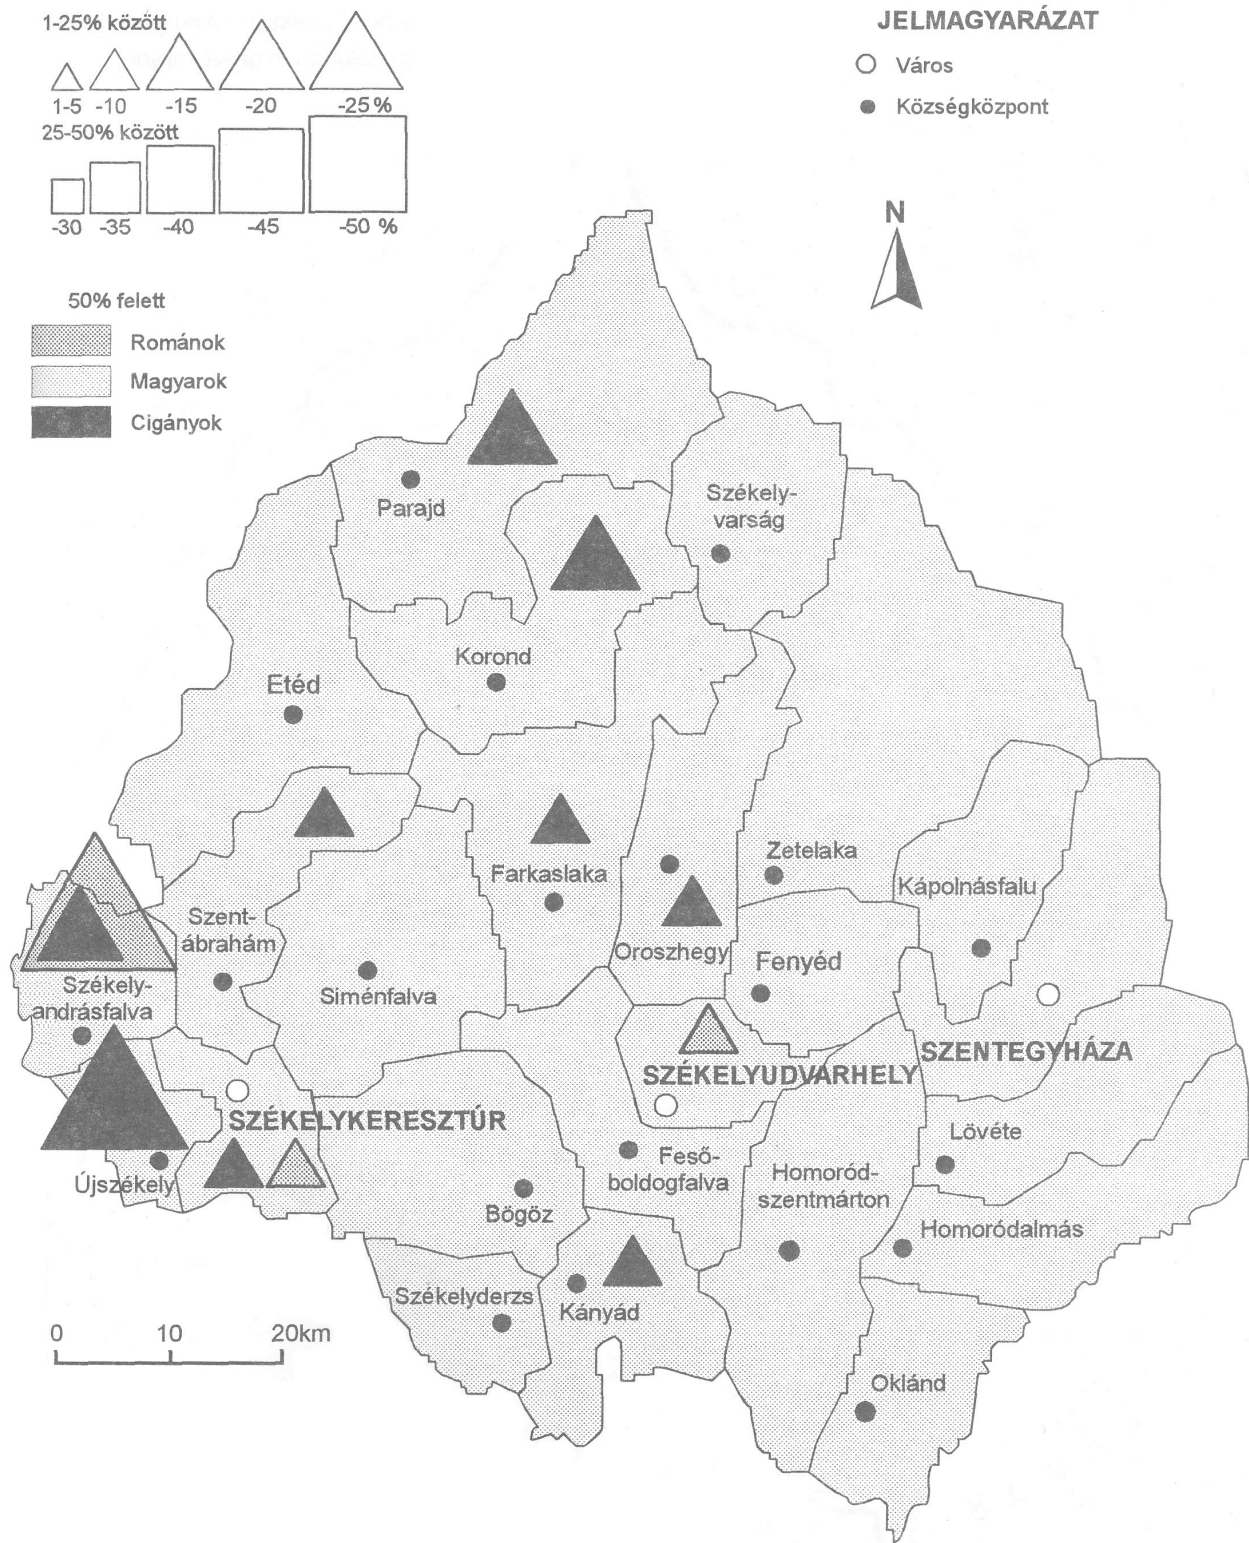 1-25% között
1-5 -10 -15 -20 -25 %
25-50% között
-30 -35 -40 -45 -50 %
50% felett
Románok
Magyarok
Cigányok
JELMAGYARÁZAT
Város
Községközpont
N
Parajd
Székely-
varság
Korond
Etéd
Farkaslaka
Zetelaka
Kápolnásfalu
Szent-
ábrahám
Oroszhegy
Fenyéd
Siménfalva
Székely-
andrásfalva
SZENTEGYHÁZA
SZÉKELYUDVARHELY
SZÉKELYKERESZTÚR
Lövéte
Feső-
boldogfalva
Homoród-
szentmárton
Újszékely
Bögöz
Homoródalmás
Székelyderzs
Kányád
Oklánd
0 10 20km